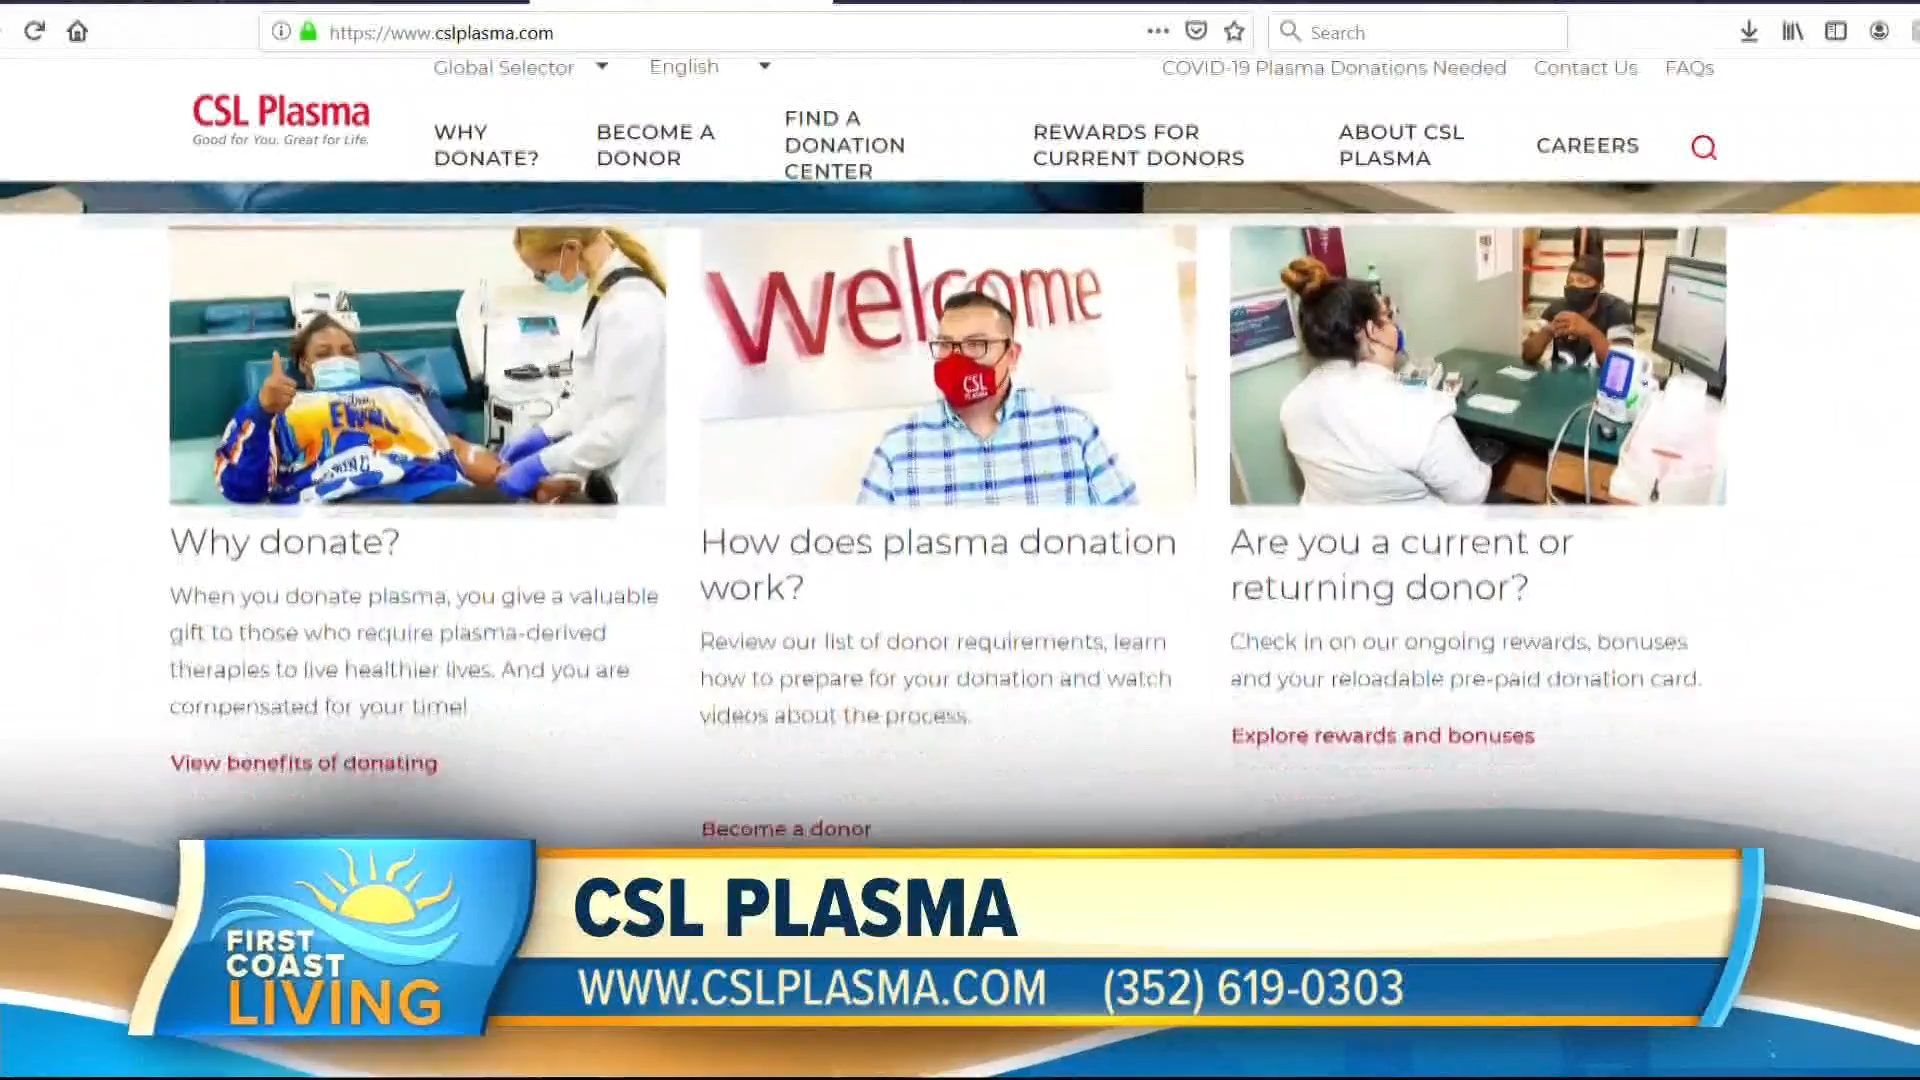 https://www.cslplasma.com
Search
Global Selector
English
COVID-19 Plasma Donations Needed
Contact Us
FAQs
CSL Plasma
Good for You. Great for Life.
WHY
DONATE?
BECOME A
DONOR
FIND A
DONATION
CENTER
REWARDS FOR
CURRENT DONORS
ABOUT CSL
PLASMA
CAREERS
welcome
CSL
PLASMA
Why donate?
When you donate plasma, you give a valuable
gift to those who require plasma-derived
therapies to live healthier lives. And you are
compensated for your time!
View benefits of donating
How does plasma donation
work?
Review our list of donor requirements, learn
how to prepare for your donation and watch
videos about the process.
Become a donor
Are you a current or
returning donor?
Check in on our ongoing rewards, bonuses
and your reloadable pre-paid donation card.
Explore rewards and bonuses
FIRST
COAST
LIVING
CSL PLASMA
WWW.CSLPLASMA.COM (352) 619-0303